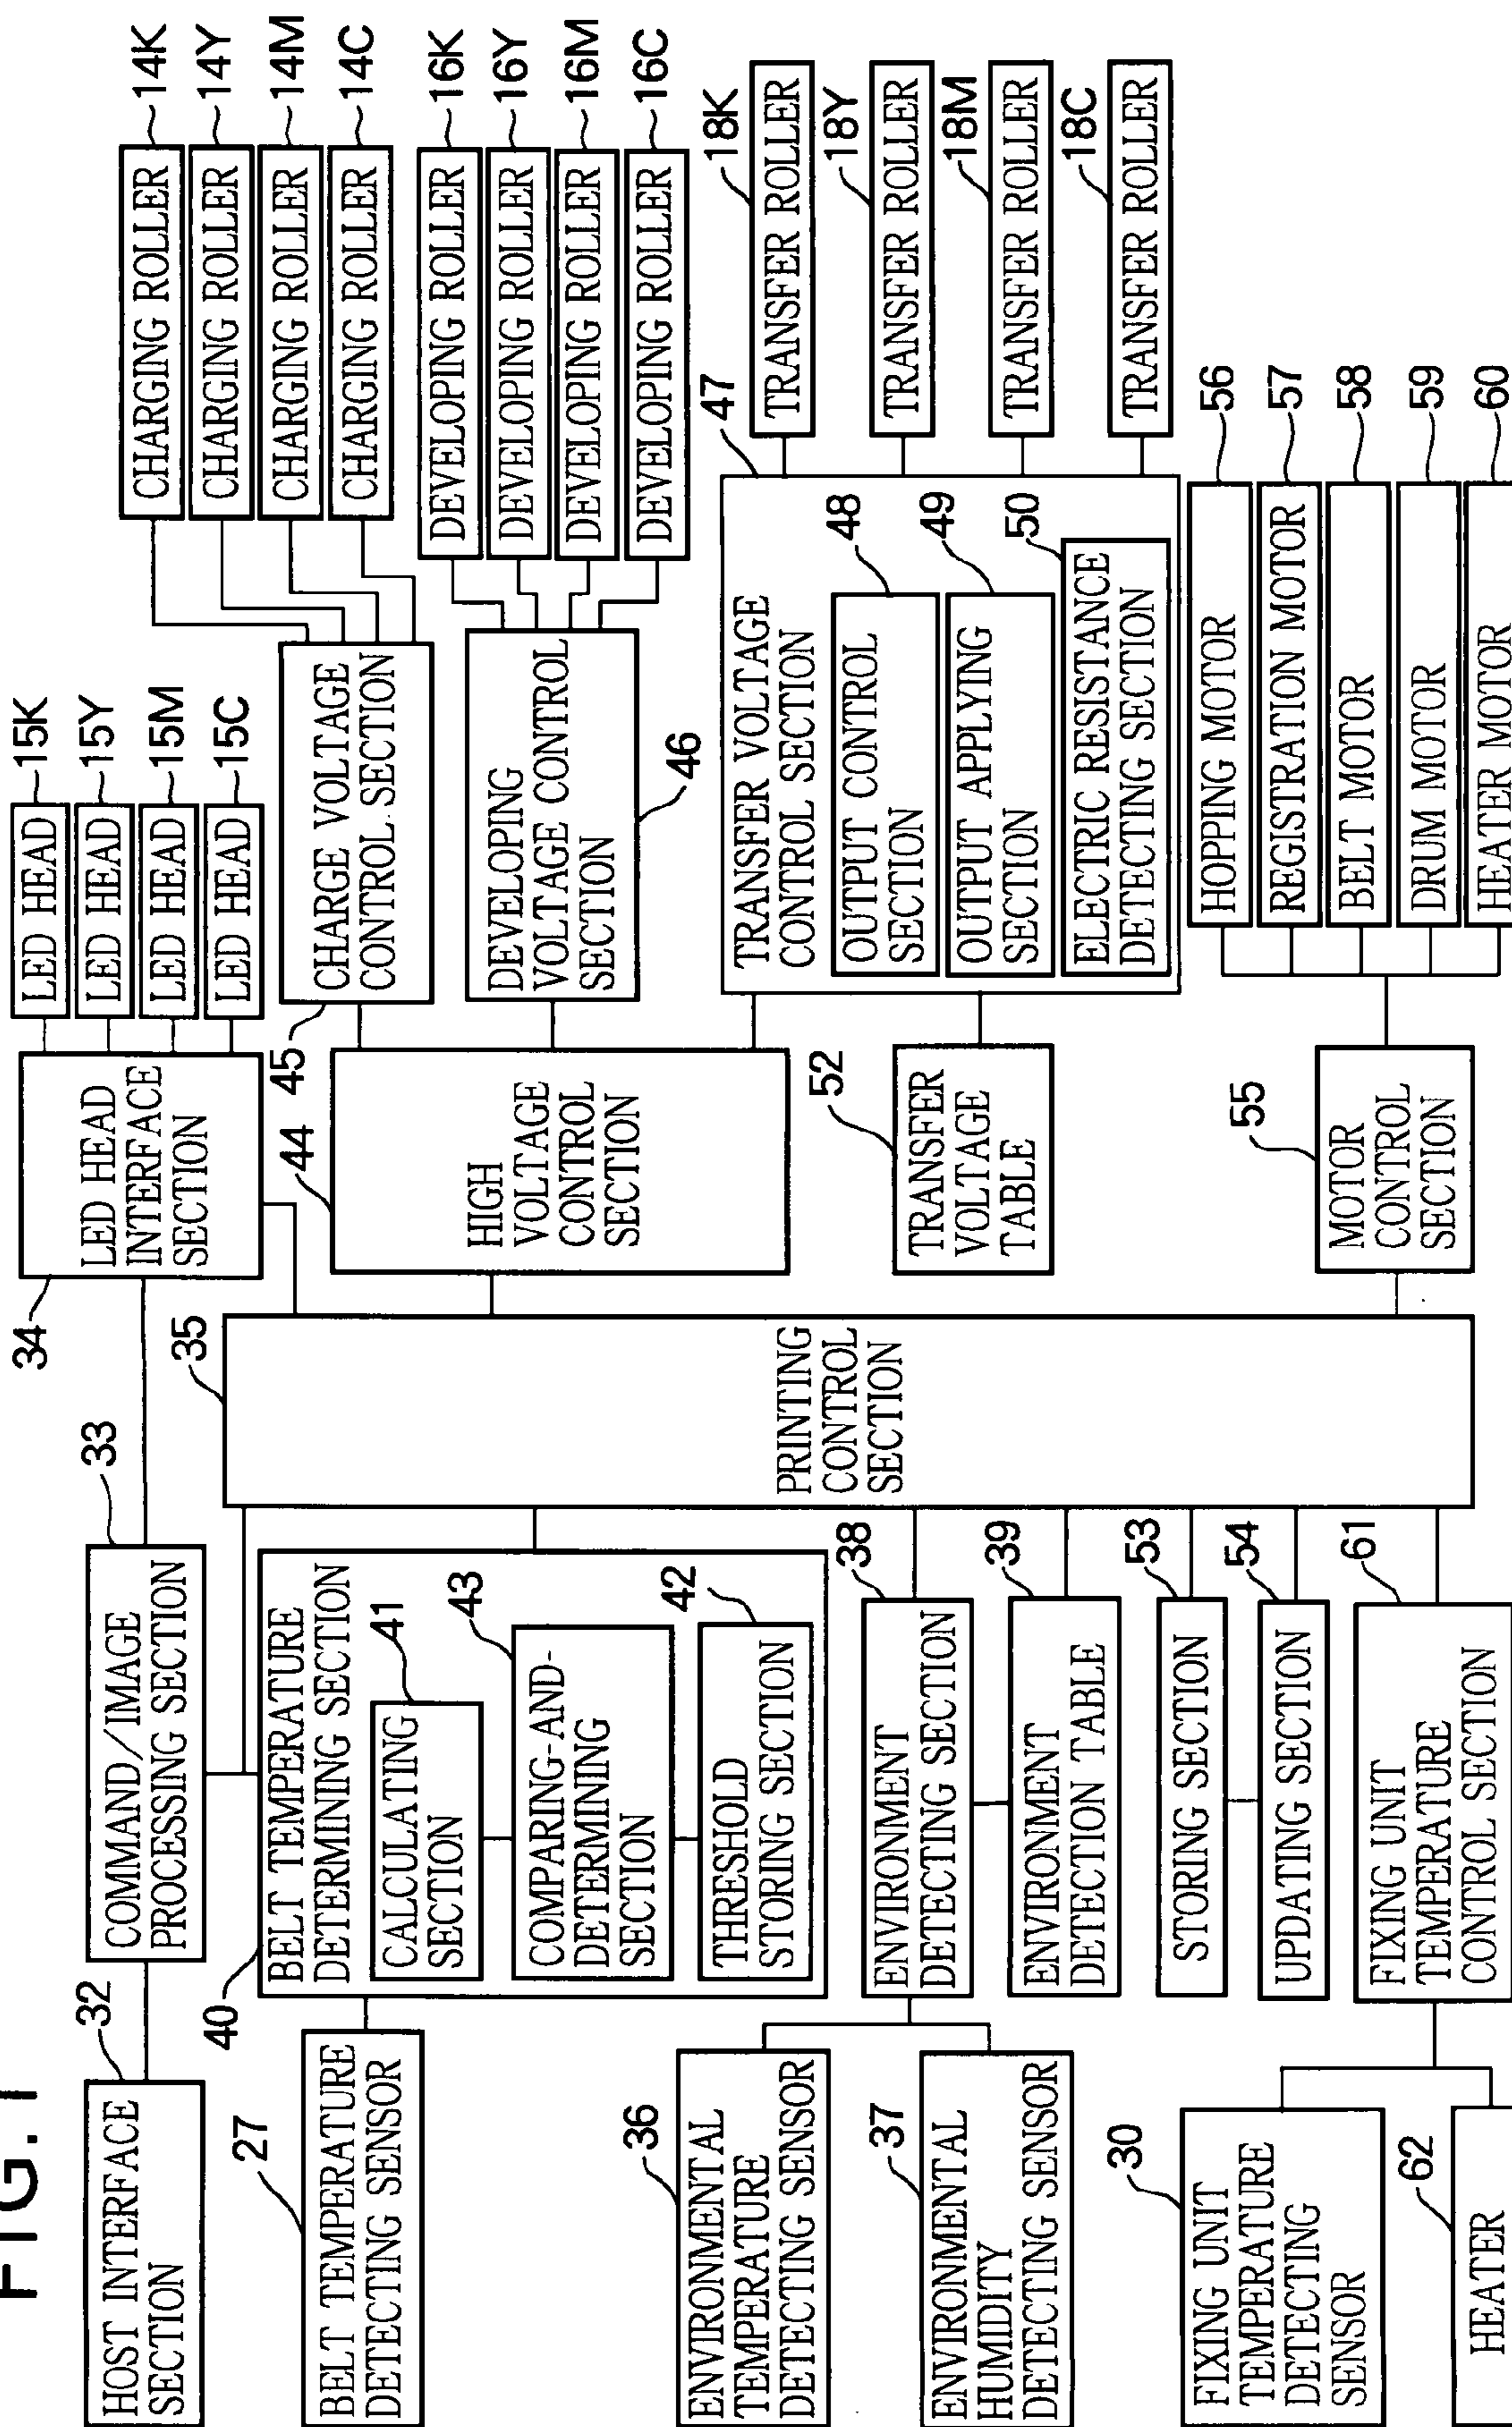 FIG.1
HOST INTERFACE
SECTION
32
COMMAND/IMAGE
PROCESSING SECTION
33
LED HEAD
INTERFACE
SECTION
34
LED HEAD
15K
LED HEAD
15Y
LED HEAD
15M
LED HEAD
15C
BELT TEMPERATURE
DETECTING SENSOR
27
40
BELT TEMPERATURE
DETERMINING SECTION
CALCULATING
SECTION
41
COMPARING-AND-
DETERMINING
SECTION
43
THRESHOLD
STORING SECTION
42
35
PRINTING
CONTROL
SECTION
44
HIGH
VOLTAGE
CONTROL
SECTION
45
CHARGE VOLTAGE
CONTROL SECTION
CHARGING ROLLER
14K
CHARGING ROLLER
14Y
CHARGING ROLLER
14M
CHARGING ROLLER
14C
DEVELOPING
VOLTAGE CONTROL
SECTION
46
DEVELOPING ROLLER
16K
DEVELOPING ROLLER
16Y
DEVELOPING ROLLER
16M
DEVELOPING ROLLER
16C
ENVIRONMENTAL
TEMPERATURE
DETECTING SENSOR
36
ENVIRONMENTAL
HUMIDITY
DETECTING SENSOR
37
ENVIRONMENT
DETECTING SECTION
38
ENVIRONMENT
DETECTION TABLE
39
TRANSFER VOLTAGE
CONTROL SECTION
47
OUTPUT CONTROL
SECTION
48
OUTPUT APPLYING
SECTION
49
ELECTRIC RESISTANCE
DETECTING SECTION
50
TRANSFER ROLLER
18K
TRANSFER ROLLER
18Y
TRANSFER ROLLER
18M
TRANSFER ROLLER
18C
52
TRANSFER
VOLTAGE
TABLE
STORING SECTION
53
UPDATING SECTION
54
55
MOTOR
CONTROL
SECTION
HOPPING MOTOR
56
REGISTRATION MOTOR
57
BELT MOTOR
58
DRUM MOTOR
59
HEATER MOTOR
60
FIXING UNIT
TEMPERATURE
DETECTING
SENSOR
30
FIXING UNIT
TEMPERATURE
CONTROL SECTION
61
HEATER
62